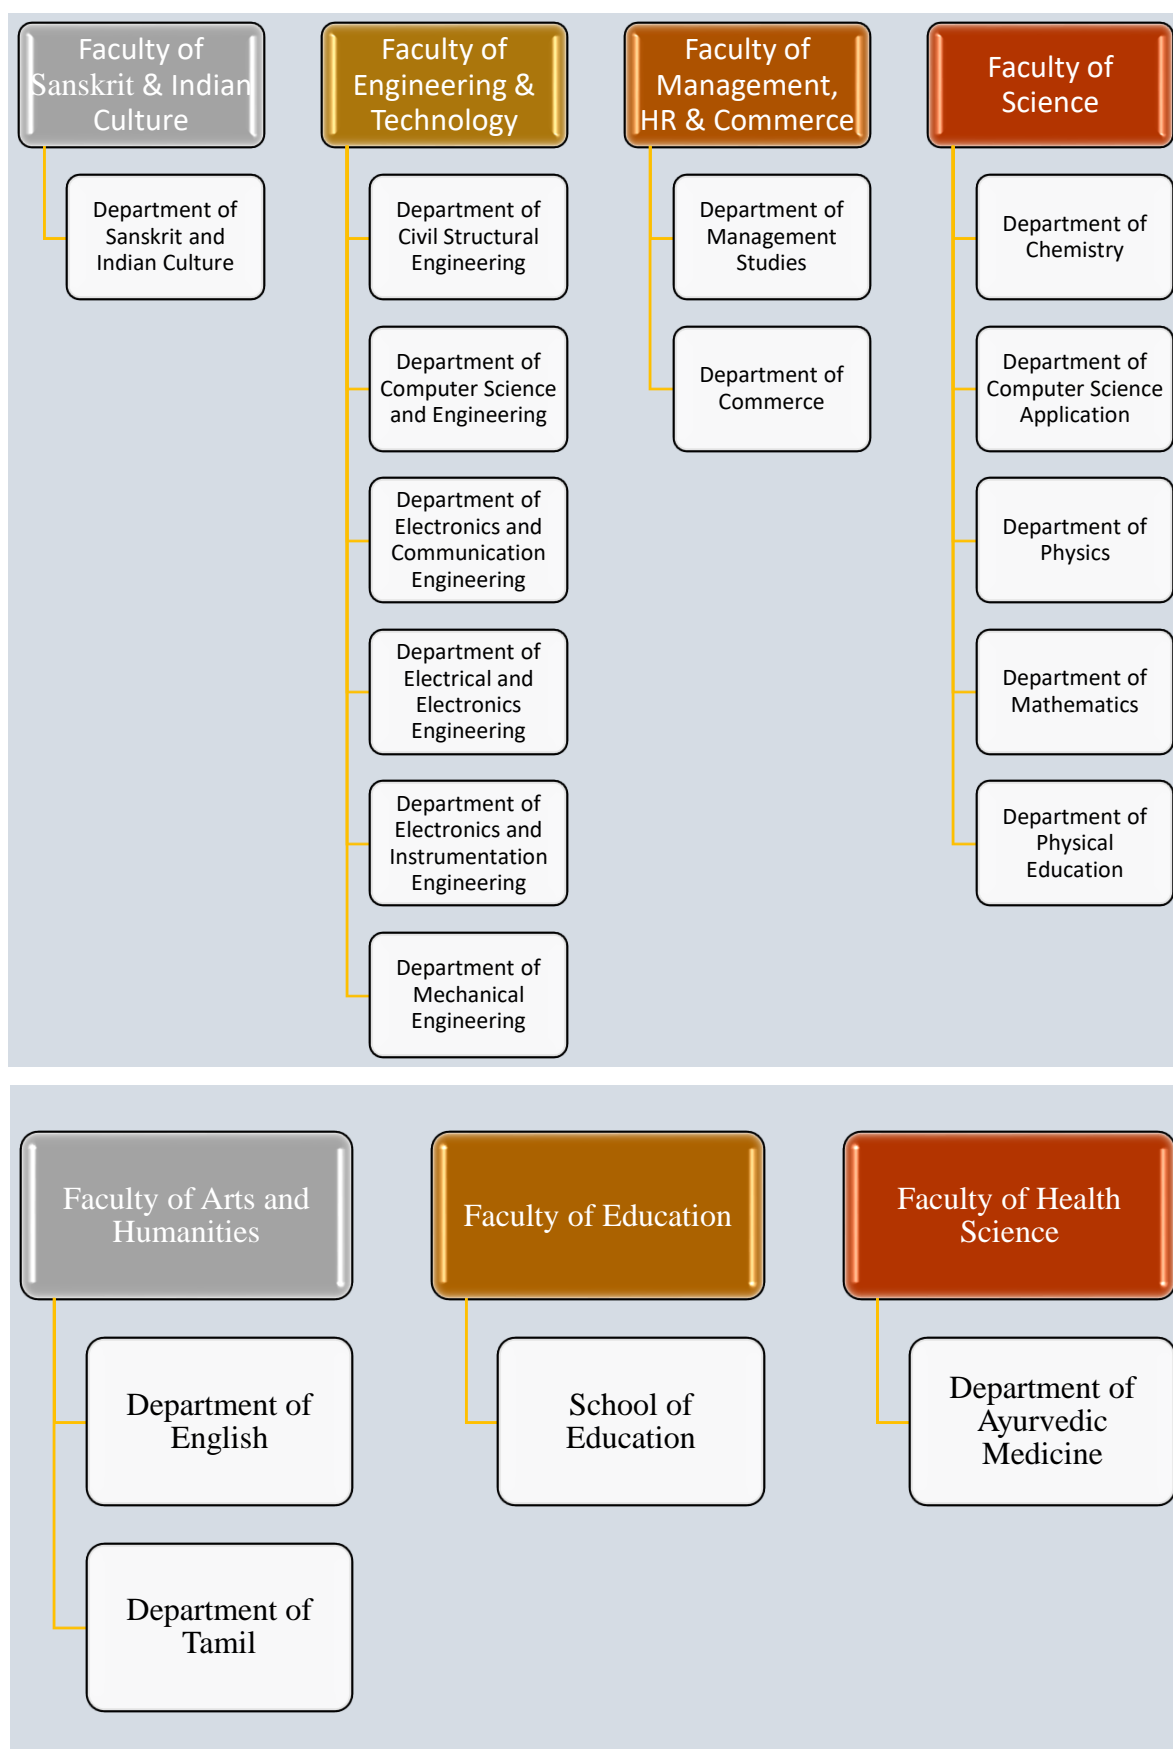 Faculty of
Sanskrit & Indian
Culture
Department of
Sanskrit and
Indian Culture
Faculty of
Engineering &
Technology
Department of
Civil Structural
Engineering
Department of
Computer Science
and Engineering
Department of
Electronics and
Communication
Engineering
Department of
Electrical and
Electronics
Engineering
Department of
Electronics and
Instrumentation
Engineering
Department of
Mechanical
Engineering
Faculty of
Management,
HR & Commerce
Department of
Management
Studies
Department of
Commerce
Faculty of
Science
Department of
Chemistry
Department of
Computer Science
Application
Department of
Physics
Department of
Mathematics
Department of
Physical
Education
Faculty of Arts and
Humanities
Department of
English
Department of
Tamil
Faculty of Education
School of
Education
Faculty of Health
Science
Department of
Ayurvedic
Medicine